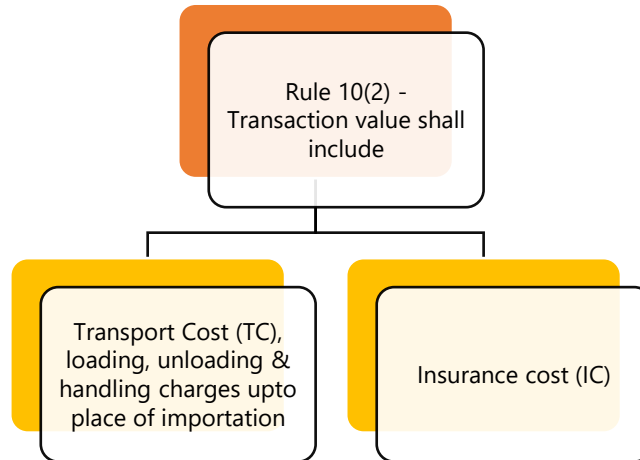 Rule 10(2) -
Transaction value shall
include
Transport Cost (TC),
loading, unloading &
handling charges upto
place of importation
Insurance cost (IC)